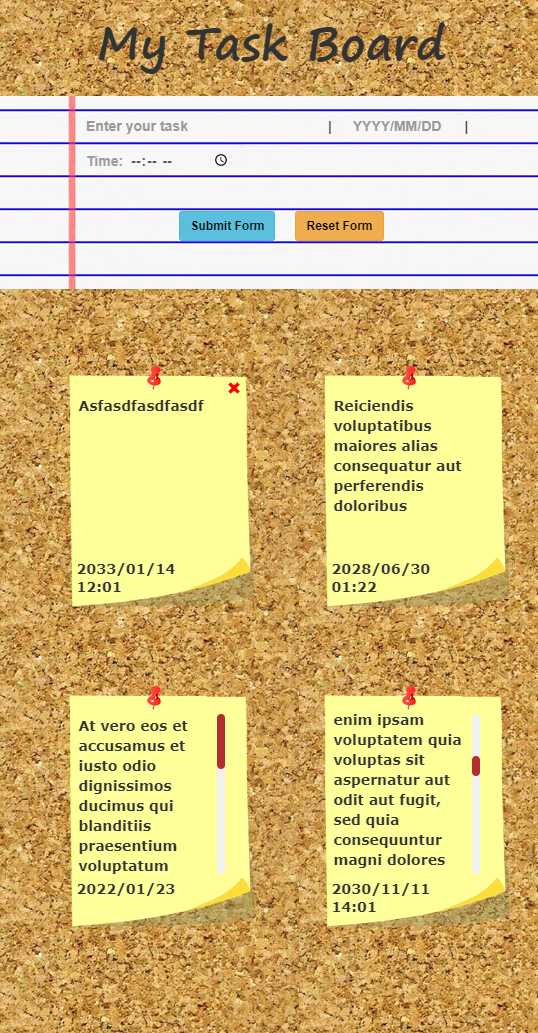 My Task Board
Enter your task | YYYY/MM/DD |
Time: --:-- --
Submit Form Reset Form
Asfasdfasdfasdf
2033/01/14
12:01
Reiciendis
voluptatibus
maiores alias
consequatur aut
perferendis
doloribus
2028/06/30
01:22
At vero eos et
accusamus et
iusto odio
dignissimos
ducimus qui
blanditiis
praesentium
voluptatum
2022/01/23
enim ipsam
voluptatem quia
voluptas sit
aspernatur aut
odit aut fugit,
sed quia
consequuntur
magni dolores
2030/11/11
14:01